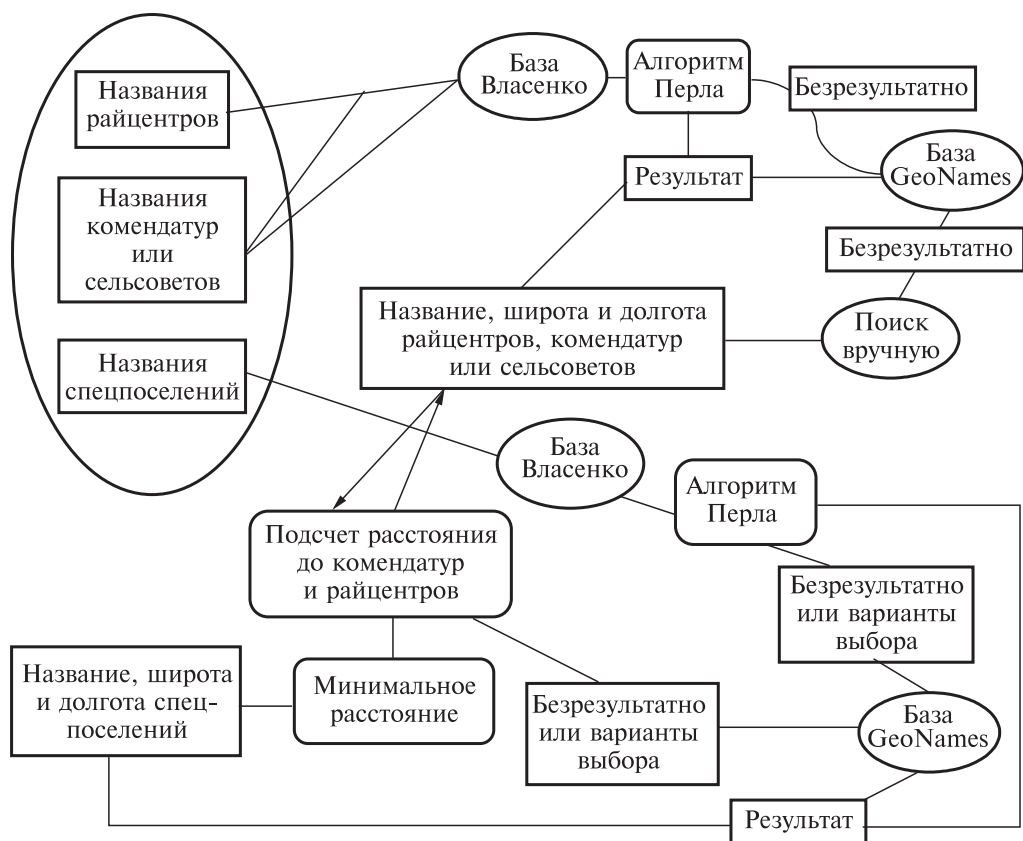 Названия
райцентров
Названия
комендатур
или
сельсоветов
Названия
спецпоселений
База
Власенко
Алгоритм
Перла
Безрезультатно
Результат
База
GeoNames
Безрезультатно
Поиск
вручную
Название, широта и долгота
райцентров, комендатур
или сельсоветов
База
Власенко
Алгоритм
Перла
Безрезультатно
или варианты
выбора
База
GeoNames
Подсчет расстояния
до комендатур
и райцентров
Безрезультатно
или варианты
выбора
Минимальное
расстояние
Название, широта
и долгота спец-
поселений
Результат